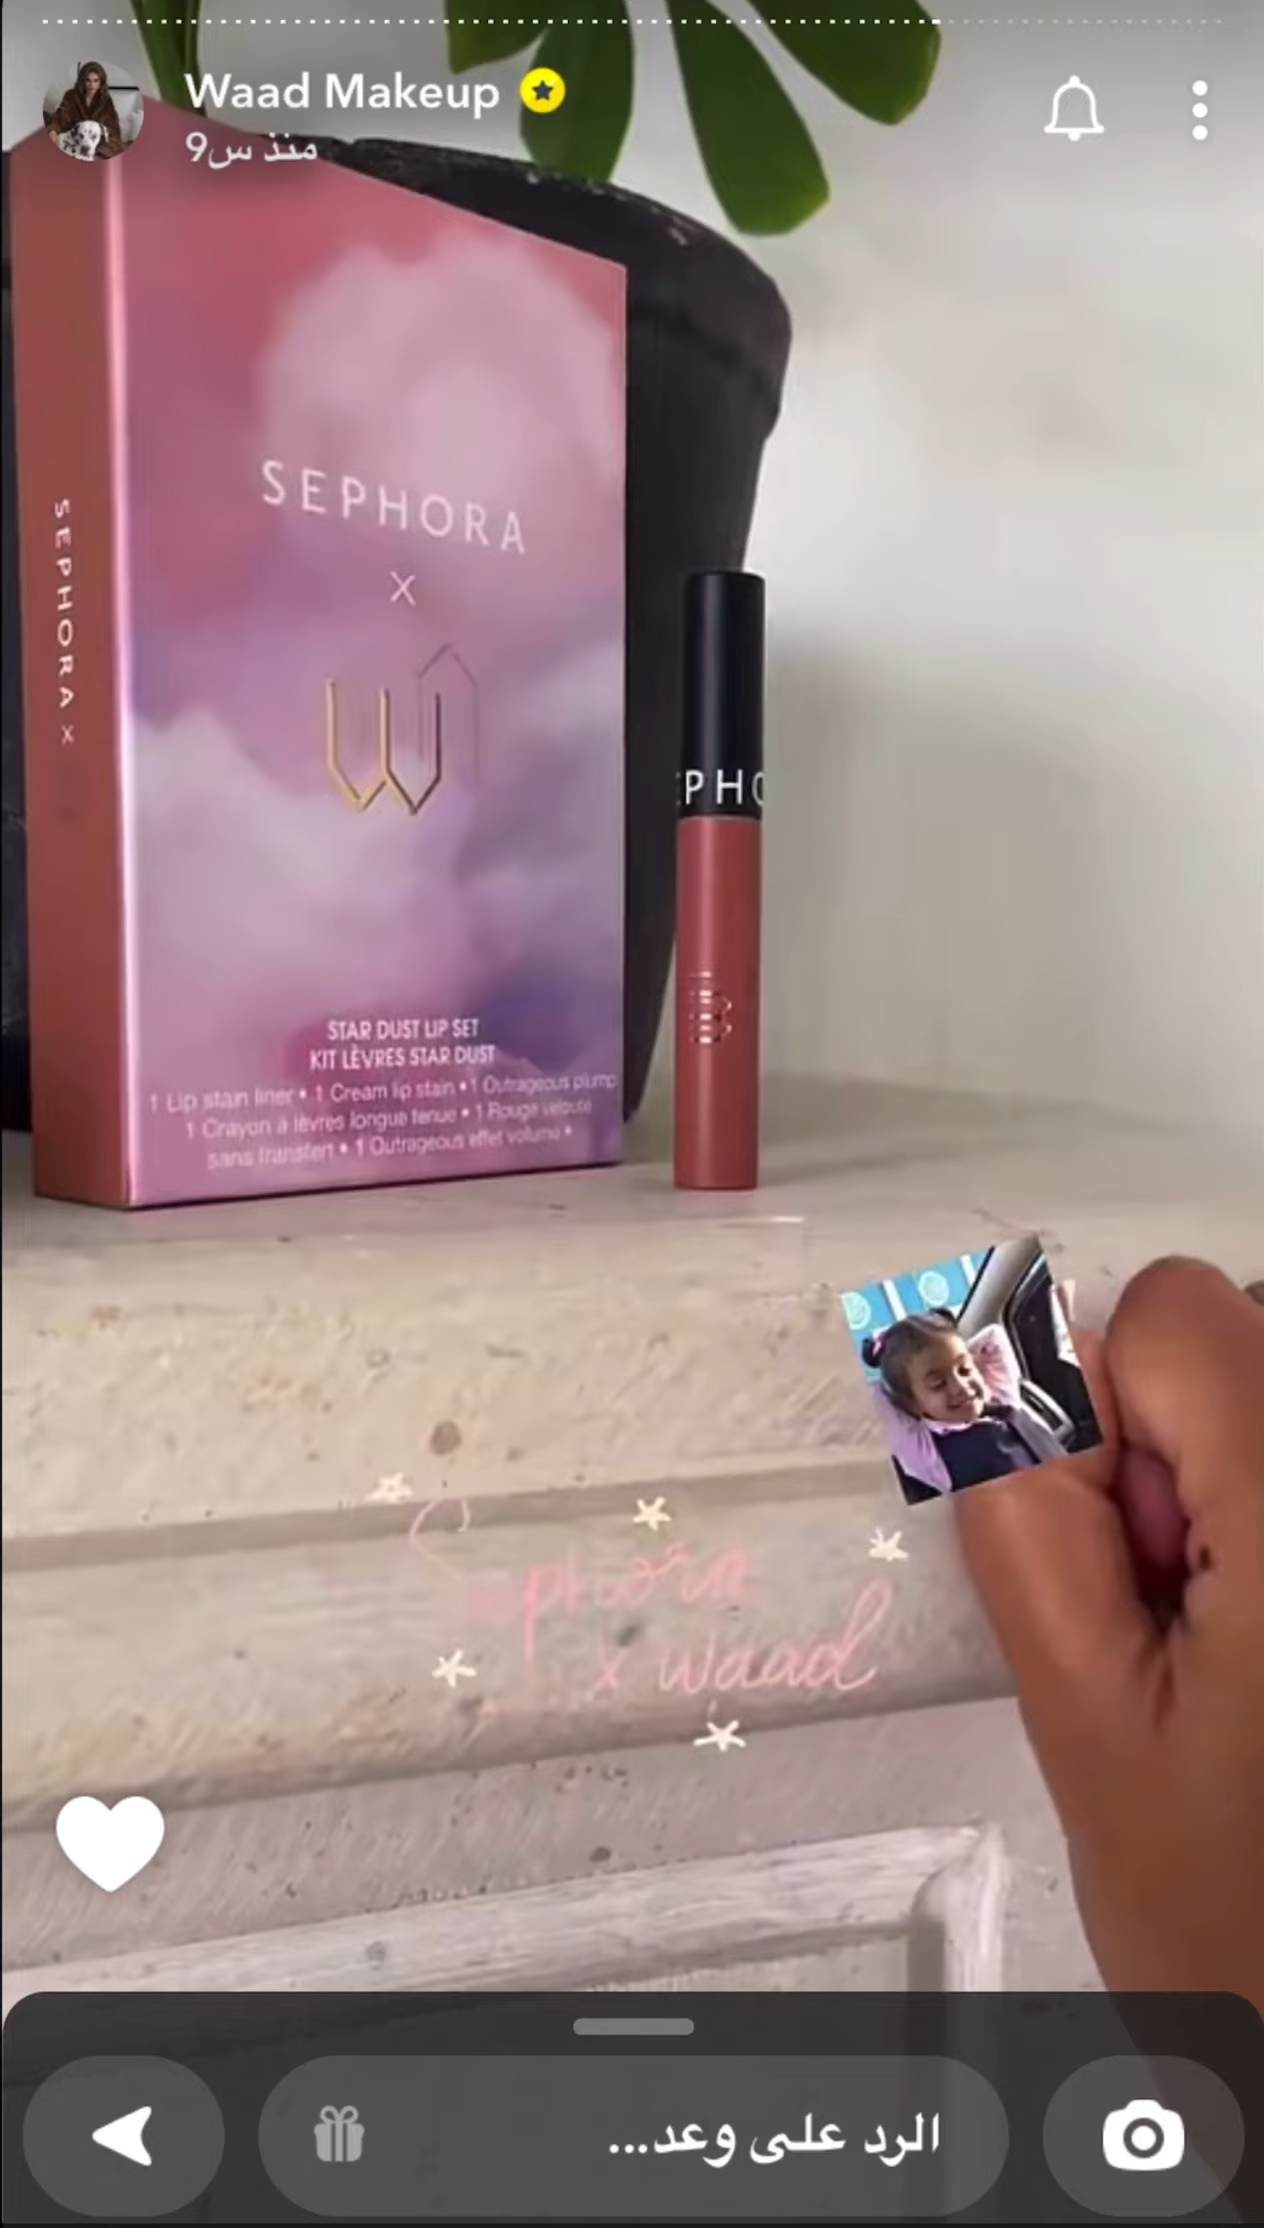 Waad Makeup
منذ س9
SEPHORA
X
W
SEPHORA X
EPHO
STAR DUST LIP SET
KIT LÈVRES STAR DUST
1 Lip stain liner • 1 Cream lip stain • 1 Outrageous plump
1 Crayon à lèvres longue tenue • 1 Rouge velouté
sans transfert • 1 Outrageous effet volume •
Sephora
x waad
الرد على وعد...